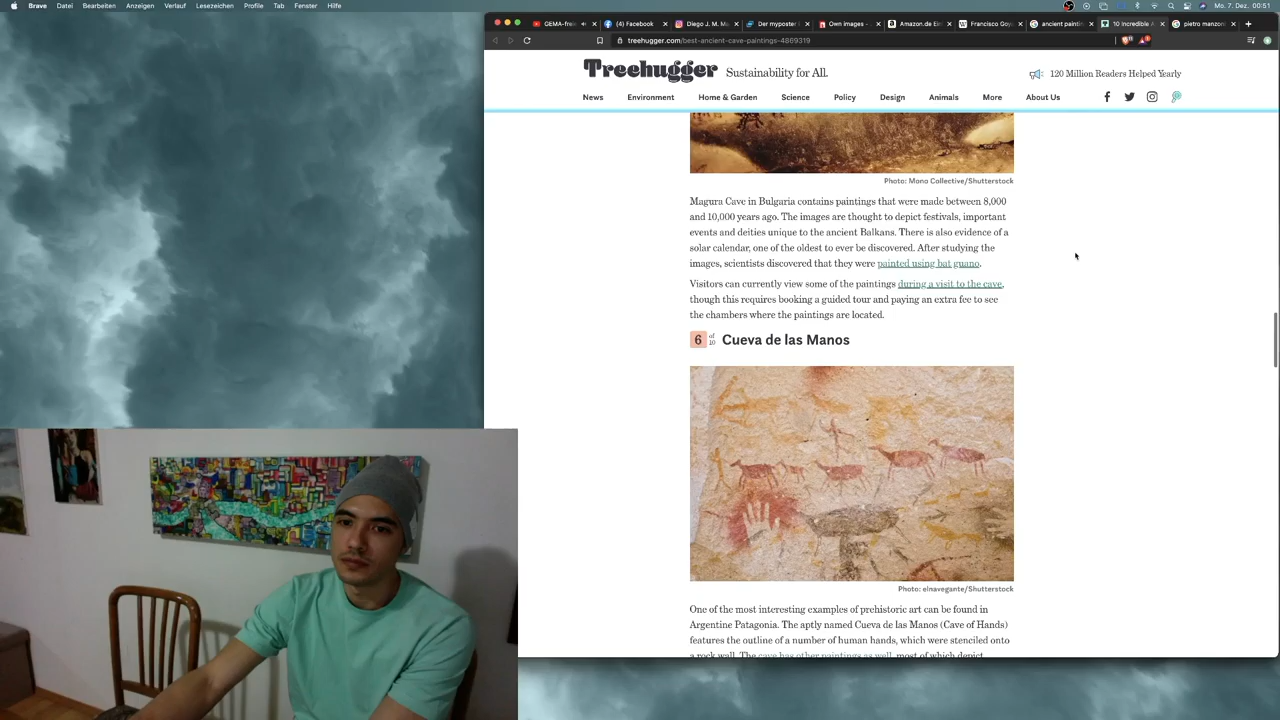 Brave Datei Bearbeiten Anzeigen Verlauf Lesezeichen Profile Tab Fenster Hilfe
Mo. 7. Dez. 00:51
GEMA-freie
(4) Facebook
Diego J. M. M
Der myposter
Own images -
Amazon.de
Francisco Goy
ancient paintin
10 Incredible A
pietro manzoni
treehugger.com/best-ancient-cave-paintings-4869319
Treehugger Sustainability for All.
120 Million Readers Helped Yearly
News Environment Home & Garden Science Policy Design Animals More About Us
Photo: Mono Collective/Shutterstock
Magura Cave in Bulgaria contains paintings that were made between 8,000
and 10,000 years ago. The images are thought to depict festivals, important
events and deities unique to the ancient Balkans. There is also evidence of a
solar calendar, one of the oldest to ever be discovered. After studying the
images, scientists discovered that they were painted using bat guano.
Visitors can currently view some of the paintings during a visit to the cave,
though this requires booking a guided tour and paying an extra fee to see
the chambers where the paintings are located.
6 of 10 Cueva de las Manos
Photo: elnavegante/Shutterstock
One of the most interesting examples of prehistoric art can be found in
Argentine Patagonia. The aptly named Cueva de las Manos (Cave of Hands)
features the outline of a number of human hands, which were stenciled onto
a rock wall. The cave has other paintings as well, most of which depict